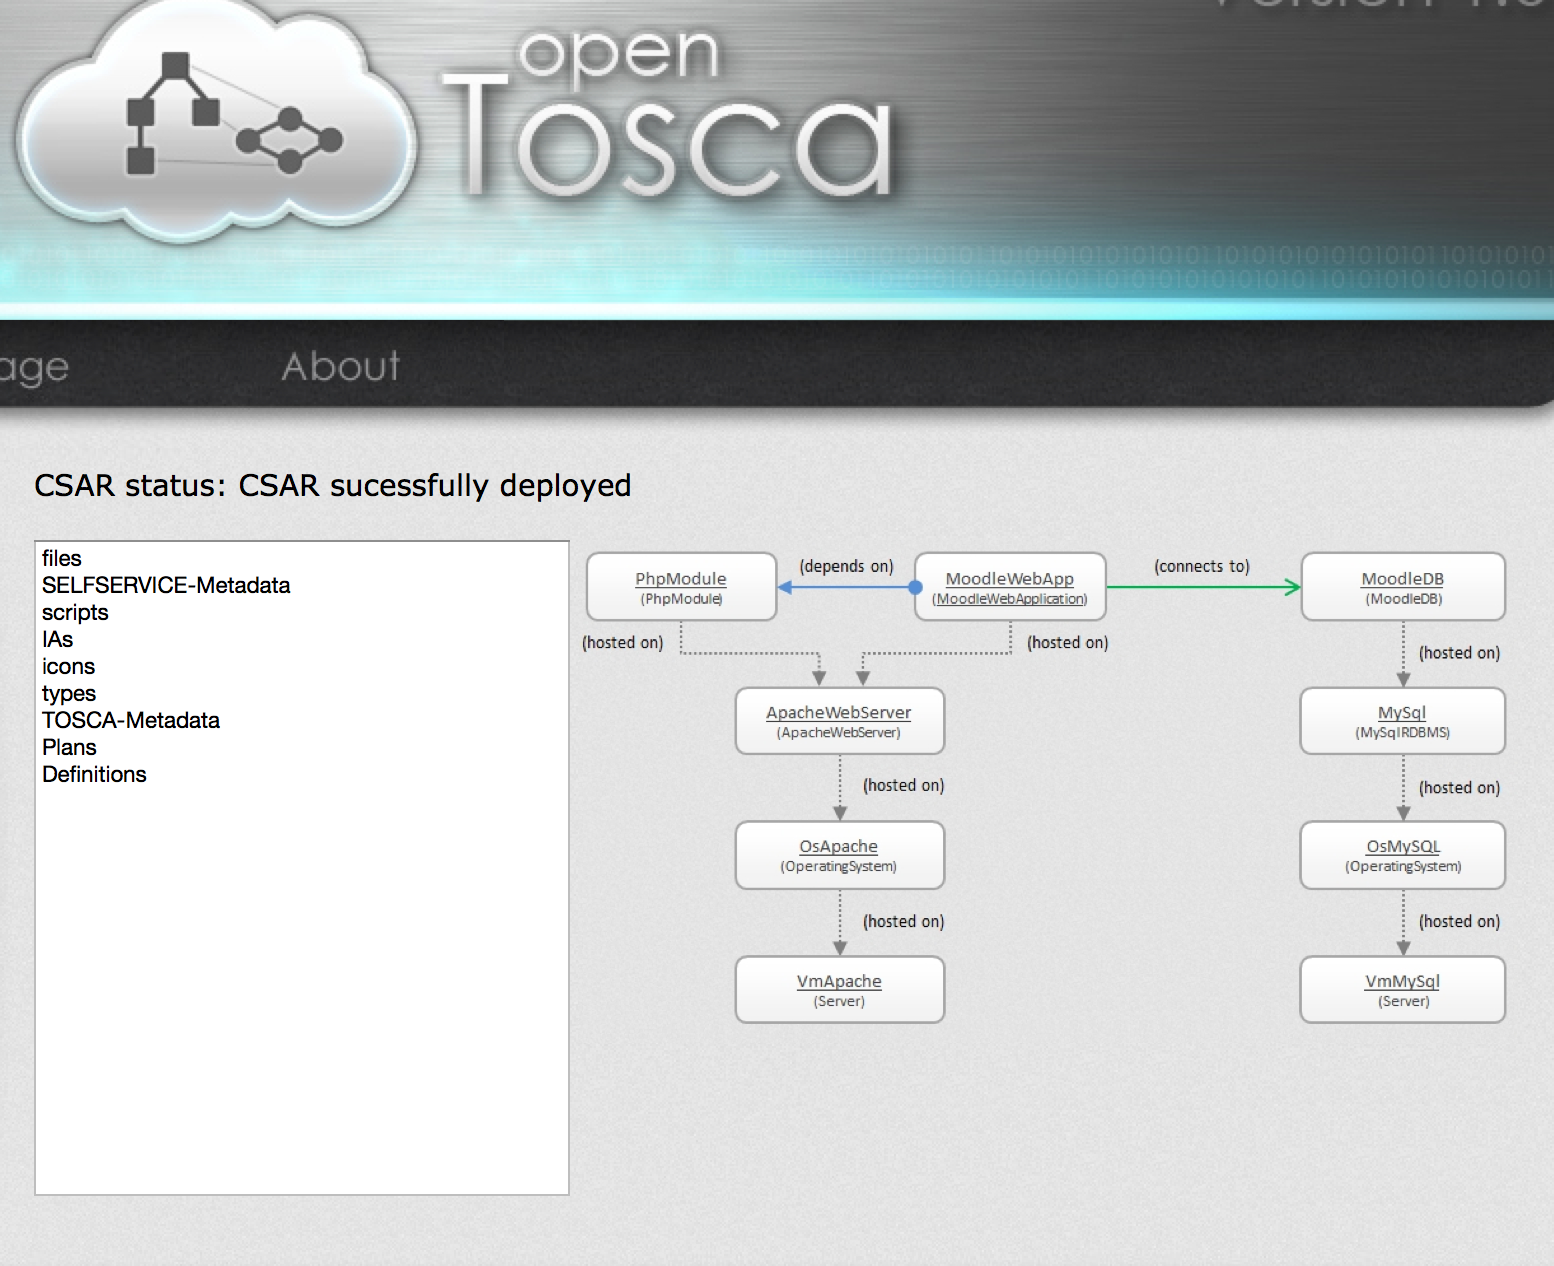 open
Tosca
About
CSAR status: CSAR sucessfully deployed
files
SELFSERVICE-Metadata
scripts
IAs
icons
types
TOSCA-Metadata
Plans
Definitions
PhpModule
(PhpModule)
(depends on)
MoodleWebApp
(MoodleWebApplication)
(connects to)
MoodleDB
(MoodleDB)
(hosted on)
(hosted on)
(hosted on)
ApacheWebServer
(ApacheWebServer)
MySql
(MySqlRDBMS)
(hosted on)
(hosted on)
OsApache
(OperatingSystem)
OsMySQL
(OperatingSystem)
(hosted on)
(hosted on)
VmApache
(Server)
VmMySql
(Server)